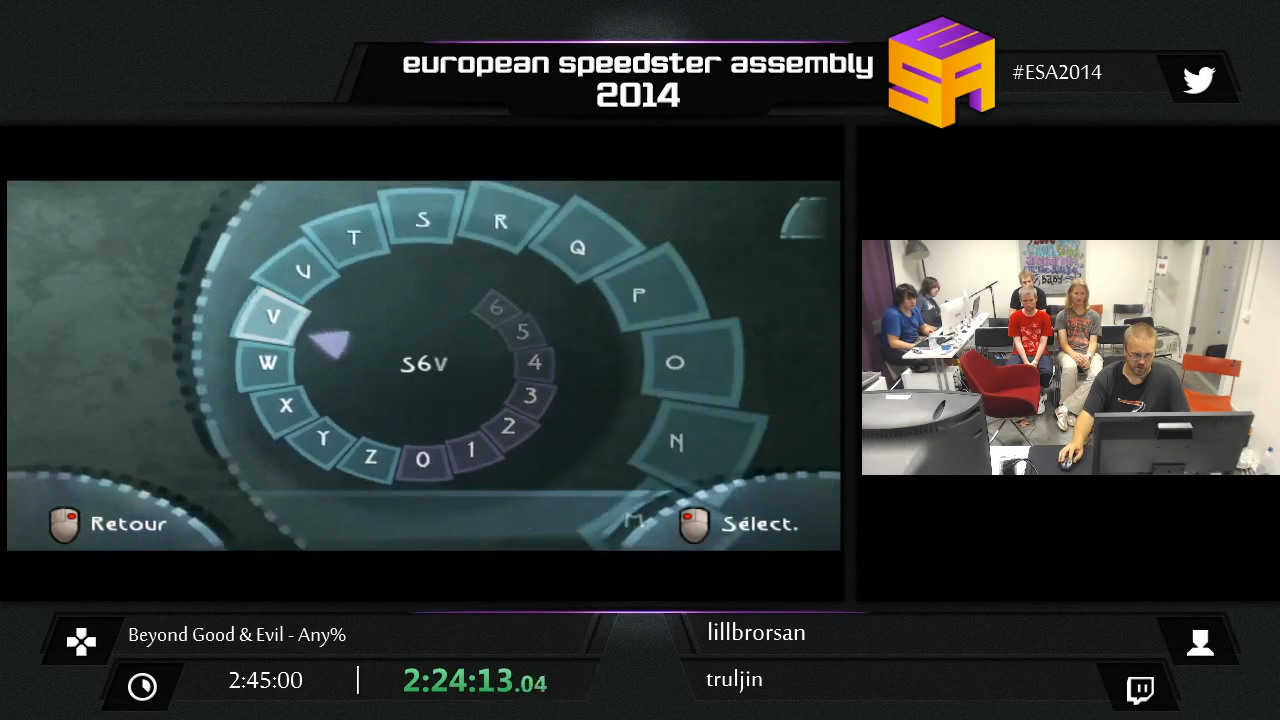 european speedster assembly
2014
ESA
#ESA2014
T S R Q
U P
V O
W N
X M
Y Z 0 1 2 3 4 5 6
S6V
Retour
Sélect.
Beyond Good & Evil - Any%
2:45:00
2:24:13.04
lillbrorsan
truljin